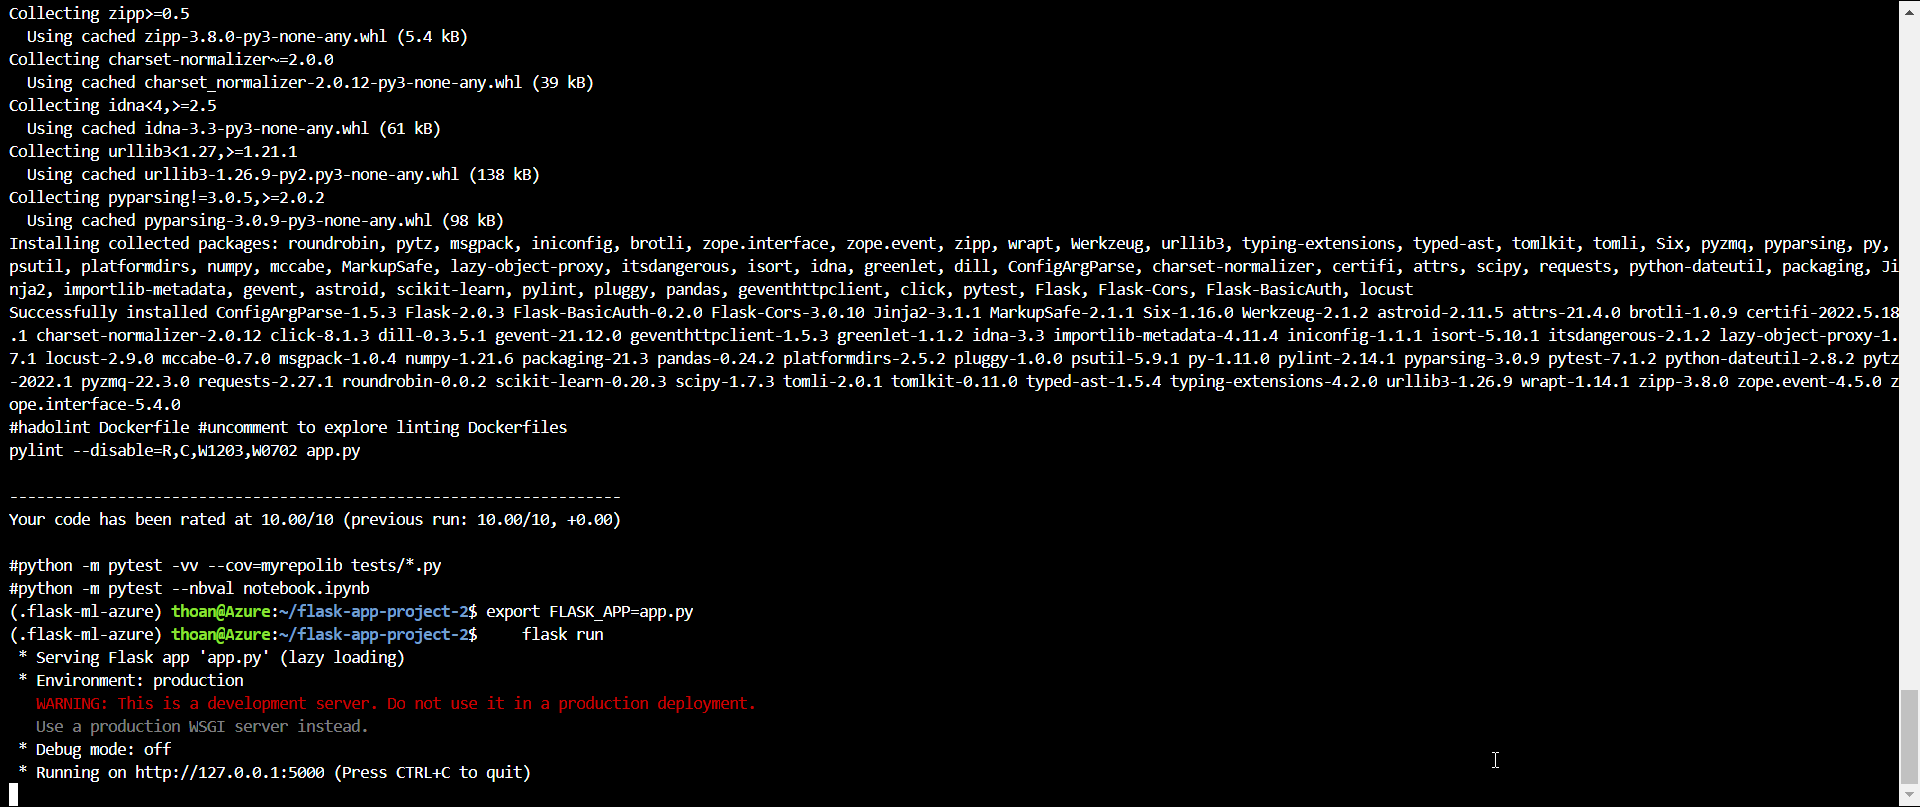 Collecting zipp>=0.5
  Using cached zipp-3.8.0-py3-none-any.whl (5.4 kB)
Collecting charset-normalizer~=2.0.0
  Using cached charset_normalizer-2.0.12-py3-none-any.whl (39 kB)
Collecting idna<4,>=2.5
  Using cached idna-3.3-py3-none-any.whl (61 kB)
Collecting urllib3<1.27,>=1.21.1
  Using cached urllib3-1.26.9-py2.py3-none-any.whl (138 kB)
Collecting pyparsing!=3.0.5,>=2.0.2
  Using cached pyparsing-3.0.9-py3-none-any.whl (98 kB)
Installing collected packages: roundrobin, pytz, msgpack, iniconfig, brotli, zope.interface, zope.event, zipp, wrapt, Werkzeug, urllib3, typing-extensions, typed-ast, tomlkit, tomli, Six, pyzmq, pyparsing, py,
psutil, platformdirs, numpy, mccabe, MarkupSafe, lazy-object-proxy, itsdangerous, isort, idna, greenlet, dill, ConfigArgParse, charset-normalizer, certifi, attrs, scipy, requests, python-dateutil, packaging, Ji
nja2, importlib-metadata, gevent, astroid, scikit-learn, pylint, pluggy, pandas, geventhttpclient, click, pytest, Flask, Flask-Cors, Flask-BasicAuth, locust
Successfully installed ConfigArgParse-1.5.3 Flask-2.0.3 Flask-BasicAuth-0.2.0 Flask-Cors-3.0.10 Jinja2-3.1.1 MarkupSafe-2.1.1 Six-1.16.0 Werkzeug-2.1.2 astroid-2.11.5 attrs-21.4.0 brotli-1.0.9 certifi-2022.5.18
.1 charset-normalizer-2.0.12 click-8.1.3 dill-0.3.5.1 gevent-21.12.0 geventhttpclient-1.5.3 greenlet-1.1.2 idna-3.3 importlib-metadata-4.11.4 iniconfig-1.1.1 isort-5.10.1 itsdangerous-2.1.2 lazy-object-proxy-1.
7.1 locust-2.9.0 mccabe-0.7.0 msgpack-1.0.4 numpy-1.21.6 packaging-21.3 pandas-0.24.2 platformdirs-2.5.2 pluggy-1.0.0 psutil-5.9.1 py-1.11.0 pylint-2.14.1 pyparsing-3.0.9 pytest-7.1.2 python-dateutil-2.8.2 pytz
-2022.1 pyzmq-22.3.0 requests-2.27.1 roundrobin-0.0.2 scikit-learn-0.20.3 scipy-1.7.3 tomli-2.0.1 tomlkit-0.11.0 typed-ast-1.5.4 typing-extensions-4.2.0 urllib3-1.26.9 wrapt-1.14.1 zipp-3.8.0 zope.event-4.5.0 z
ope.interface-5.4.0
#hadolint Dockerfile #uncomment to explore linting Dockerfiles
pylint --disable=R,C,W1203,W0702 app.py
--------------------------------------------------------------------
Your code has been rated at 10.00/10 (previous run: 10.00/10, +0.00)
#python -m pytest -vv --cov=myrepolib tests/*.py
#python -m pytest --nbval notebook.ipynb
(.flask-ml-azure) thoan@Azure:~/flask-app-project-2$ export FLASK_APP=app.py
(.flask-ml-azure) thoan@Azure:~/flask-app-project-2$     flask run
 * Serving Flask app 'app.py' (lazy loading)
 * Environment: production
   WARNING: This is a development server. Do not use it in a production deployment.
   Use a production WSGI server instead.
 * Debug mode: off
 * Running on http://127.0.0.1:5000 (Press CTRL+C to quit)